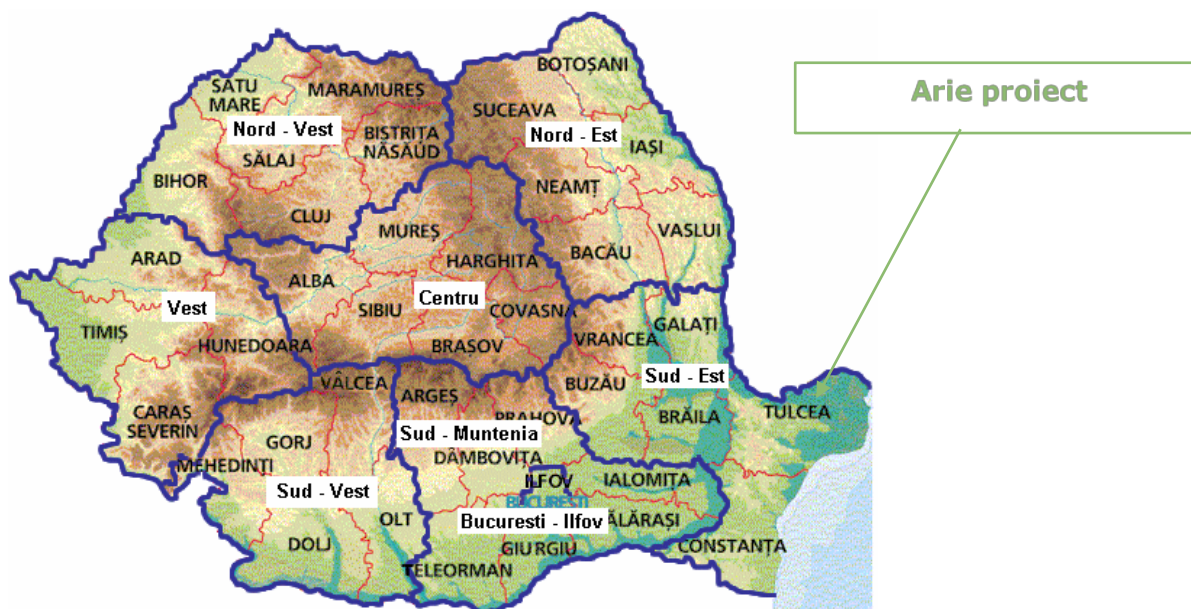 BOTOȘANI
SATU
MARE
MARAMUREȘ
SUCEAVA
Arie proiect
Nord - Vest
BISTRIȚA
NĂSĂUD
Nord - Est
IAȘI
SĂLAJ
BIHOR
NEAMȚ
CLUJ
MUREȘ
VASLUI
BACĂU
ARAD
HARGHITA
ALBA
Vest
SIBIU
Centru
COVASNA
TIMIȘ
HUNEDOARA
BRAȘOV
VRANCEA
GALAȚI
VÂLCEA
ARGEȘ
BUZĂU
Sud - Est
CARAȘ
SEVERIN
PRAHOVA
BRĂILA
TULCEA
GORJ
Sud - Muntenia
MEHEDINȚI
DÂMBOVIȚA
Sud - Vest
ILFOV
IALOMIȚA
BUCUREȘTI
OLT
Bucuresti - Ilfov
ĂLĂRAȘI
DOLJ
GIURGIU
CONSTANȚA
TELEORMAN